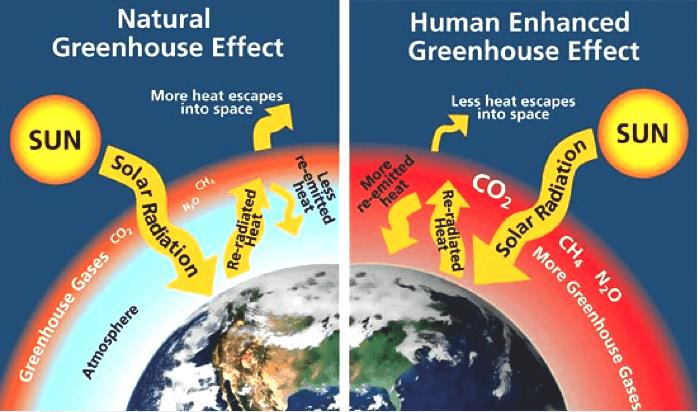 Natural
Greenhouse Effect
More heat escapes
into space
SUN
Solar Radiation
Less
re-emitted
heat
CH₄
N₂O
CO₂
Re-radiated
Heat
Greenhouse Gases
Atmosphere
Human Enhanced
Greenhouse Effect
Less heat escapes
into space
SUN
More
re-emitted
heat
CO₂
Solar Radiation
Re-radiated
Heat
CH₄
N₂O
More Greenhouse Gases